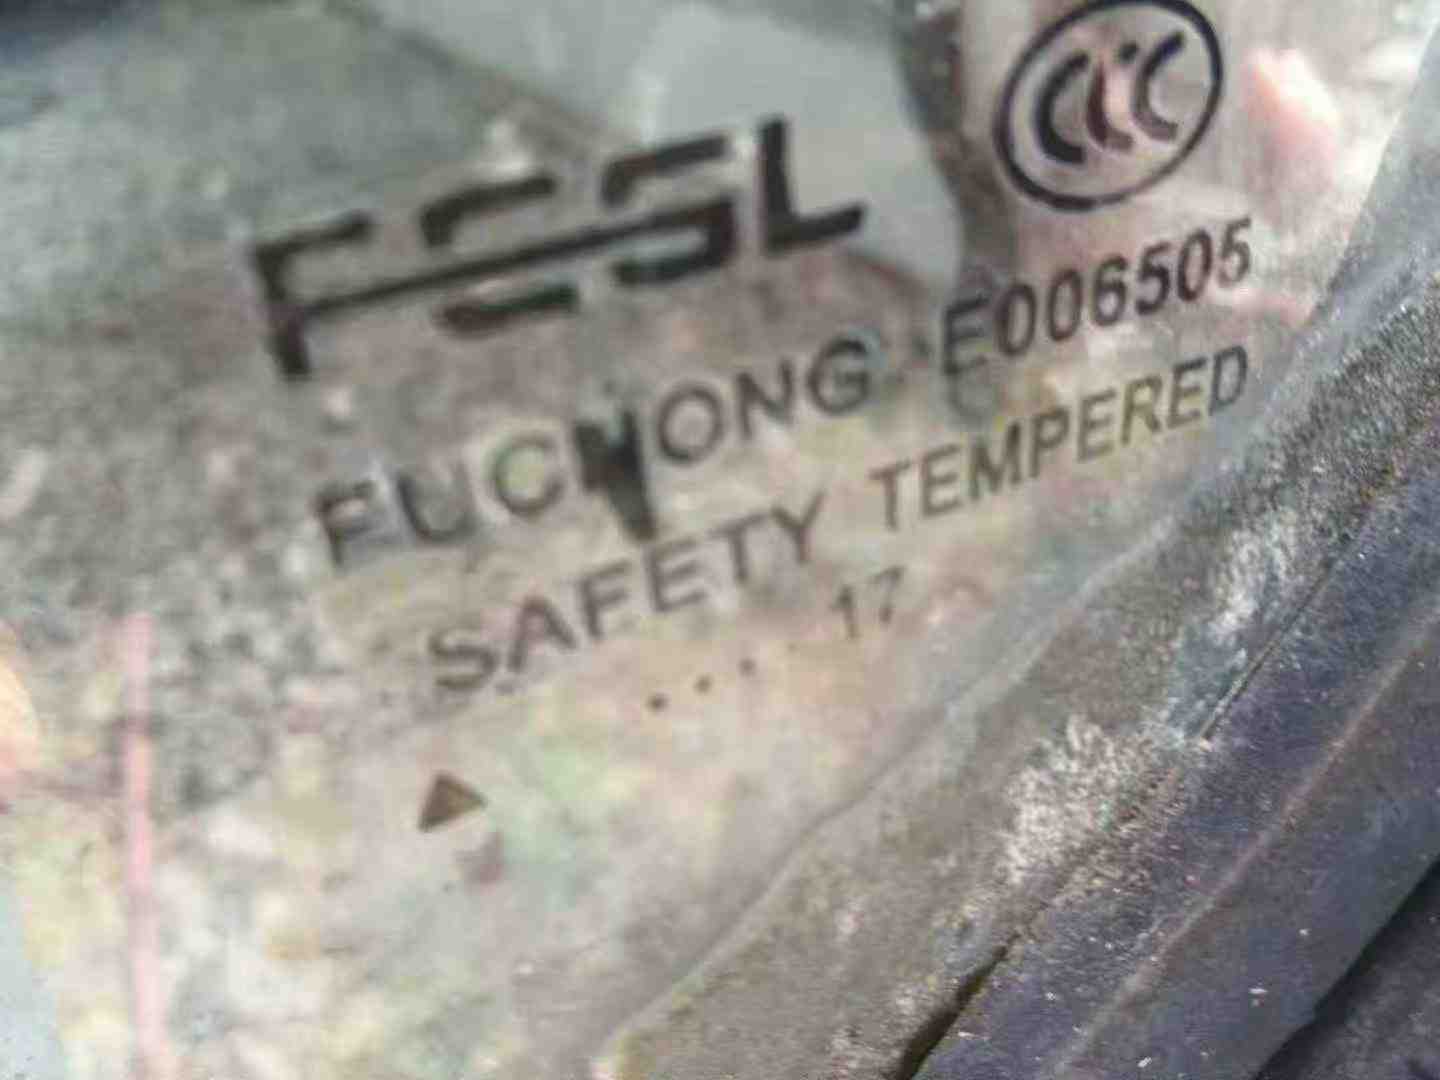 CCC
FCSL
FUCHONG E006505
SAFETY TEMPERED
... 17